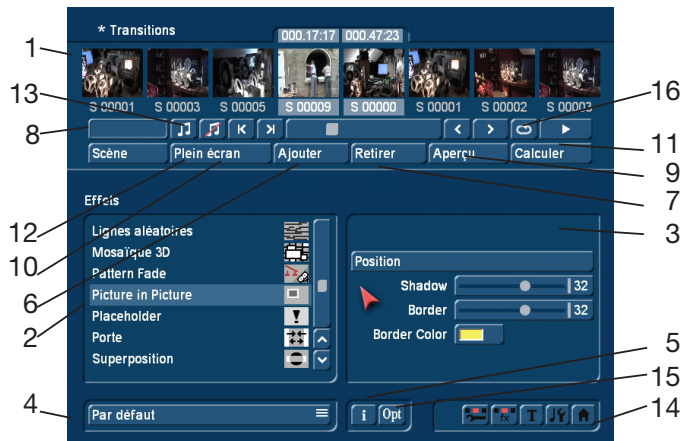 * Transitions
000.17:17 000.47:23
1
S 00001 S 00003 S 00005 S 00009 S 00000 S 00001 S 00002 S 00003
13
16
8
11
Scène Plein écran Ajouter Retirer Aperçu Calculer
9
7
Effets
12
3
10
6
2
Lignes aléatoires
Mosaïque 3D
Pattern Fade
Picture in Picture
Placeholder
Porte
Superposition
Position
Shadow 32
Border 32
Border Color
5
15
4
Par défaut
i Opt
fx T
14